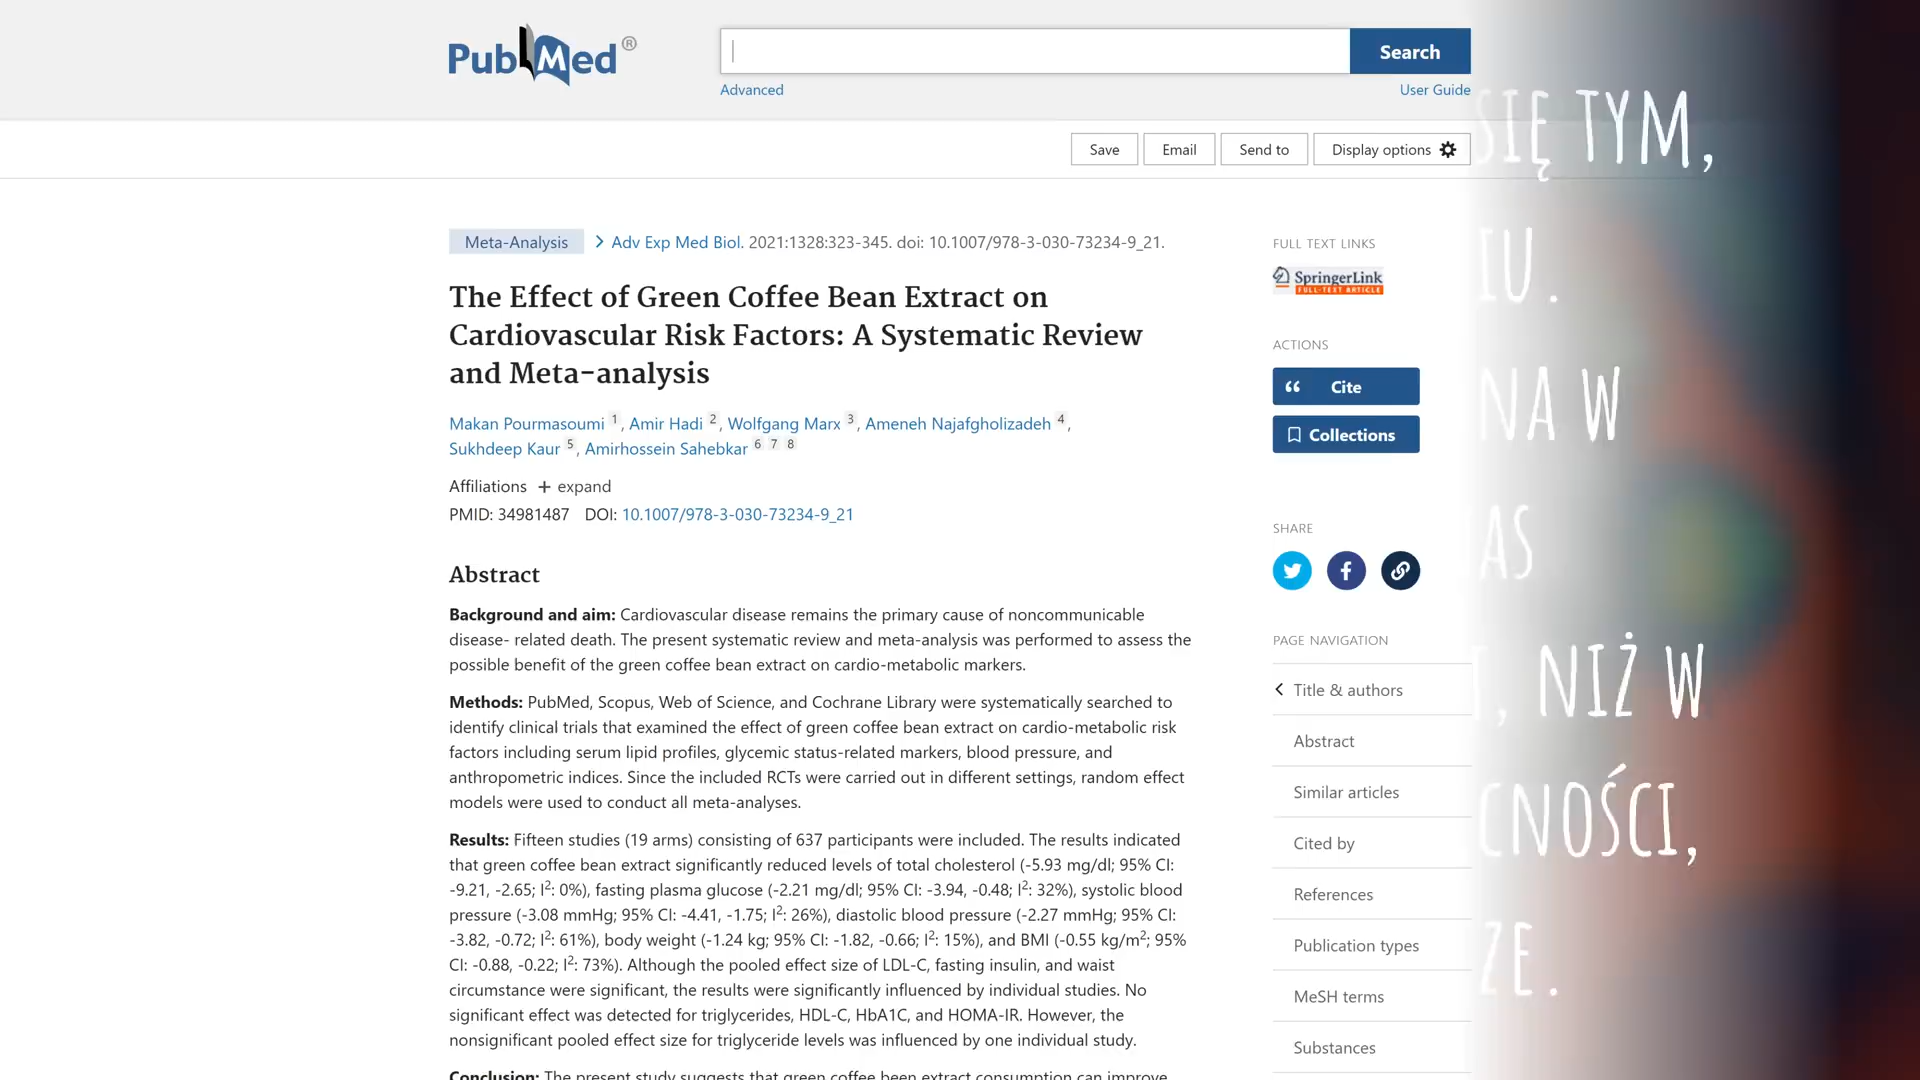 PubMed®
Search
Advanced
User Guide
Save
Email
Send to
Display options
Meta-Analysis
Adv Exp Med Biol. 2021:1328:323-345. doi: 10.1007/978-3-030-73234-9_21.
The Effect of Green Coffee Bean Extract on
Cardiovascular Risk Factors: A Systematic Review
and Meta-analysis
Makan Pourmasoumi 1, Amir Hadi 2, Wolfgang Marx 3, Ameneh Najafgholizadeh 4,
Sukhdeep Kaur 5, Amirhossein Sahebkar 6 7 8
Affiliations + expand
PMID: 34981487 DOI: 10.1007/978-3-030-73234-9_21
Abstract
Background and aim: Cardiovascular disease remains the primary cause of noncommunicable
disease- related death. The present systematic review and meta-analysis was performed to assess the
possible benefit of the green coffee bean extract on cardio-metabolic markers.
Methods: PubMed, Scopus, Web of Science, and Cochrane Library were systematically searched to
identify clinical trials that examined the effect of green coffee bean extract on cardio-metabolic risk
factors including serum lipid profiles, glycemic status-related markers, blood pressure, and
anthropometric indices. Since the included RCTs were carried out in different settings, random effect
models were used to conduct all meta-analyses.
Results: Fifteen studies (19 arms) consisting of 637 participants were included. The results indicated
that green coffee bean extract significantly reduced levels of total cholesterol (-5.93 mg/dl; 95% CI:
-9.21, -2.65; I2: 0%), fasting plasma glucose (-2.21 mg/dl; 95% CI: -3.94, -0.48; I2: 32%), systolic blood
pressure (-3.08 mmHg; 95% CI: -4.41, -1.75; I2: 26%), diastolic blood pressure (-2.27 mmHg; 95% CI:
-3.82, -0.72; I2: 61%), body weight (-1.24 kg; 95% CI: -1.82, -0.66; I2: 15%), and BMI (-0.55 kg/m2; 95%
CI: -0.88, -0.22; I2: 73%). Although the pooled effect size of LDL-C, fasting insulin, and waist
circumstance were significant, the results were significantly influenced by individual studies. No
significant effect was detected for triglycerides, HDL-C, HbA1C, and HOMA-IR. However, the
nonsignificant pooled effect size for triglyceride levels was influenced by one individual study.
Conclusion: The present study suggests that green coffee been extract consumption can improve
FULL TEXT LINKS
SpringerLink
FULL-TEXT ARTICLE
ACTIONS
Cite
Collections
SHARE
PAGE NAVIGATION
Title & authors
Abstract
Similar articles
Cited by
References
Publication types
MeSH terms
Substances
SIĘ TYM,
IU.
NA W
AS
, NIŻ W
CNOŚCI,
ZE.